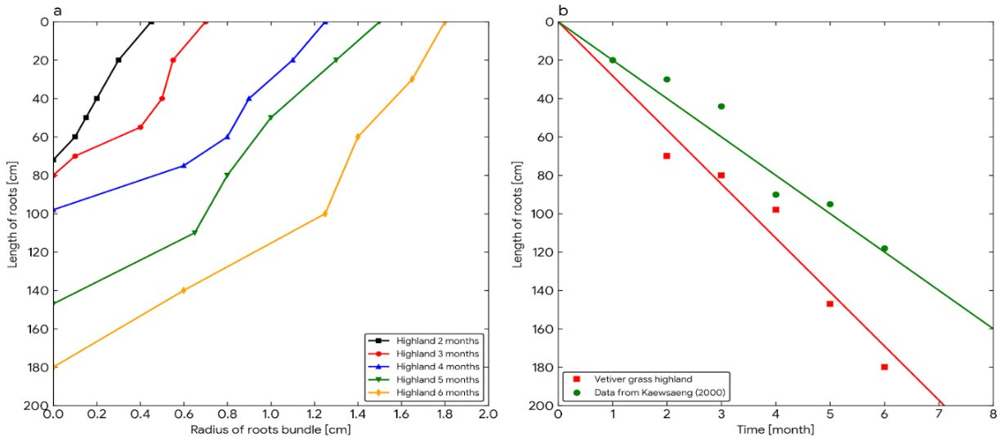 a
0
20
40
60
80
100
120
140
160
180
200
Length of roots [cm]
0.0 0.2 0.4 0.6 0.8 1.0 1.2 1.4 1.6 1.8 2.0
Radius of roots bundle [cm]
Highland 2 months
Highland 3 months
Highland 4 months
Highland 5 months
Highland 6 months
b
0
20
40
60
80
100
120
140
160
180
200
Length of roots [cm]
0 1 2 3 4 5 6 7 8
Time [month]
Vetiver grass highland
Data from Kaewsaeng (2000)